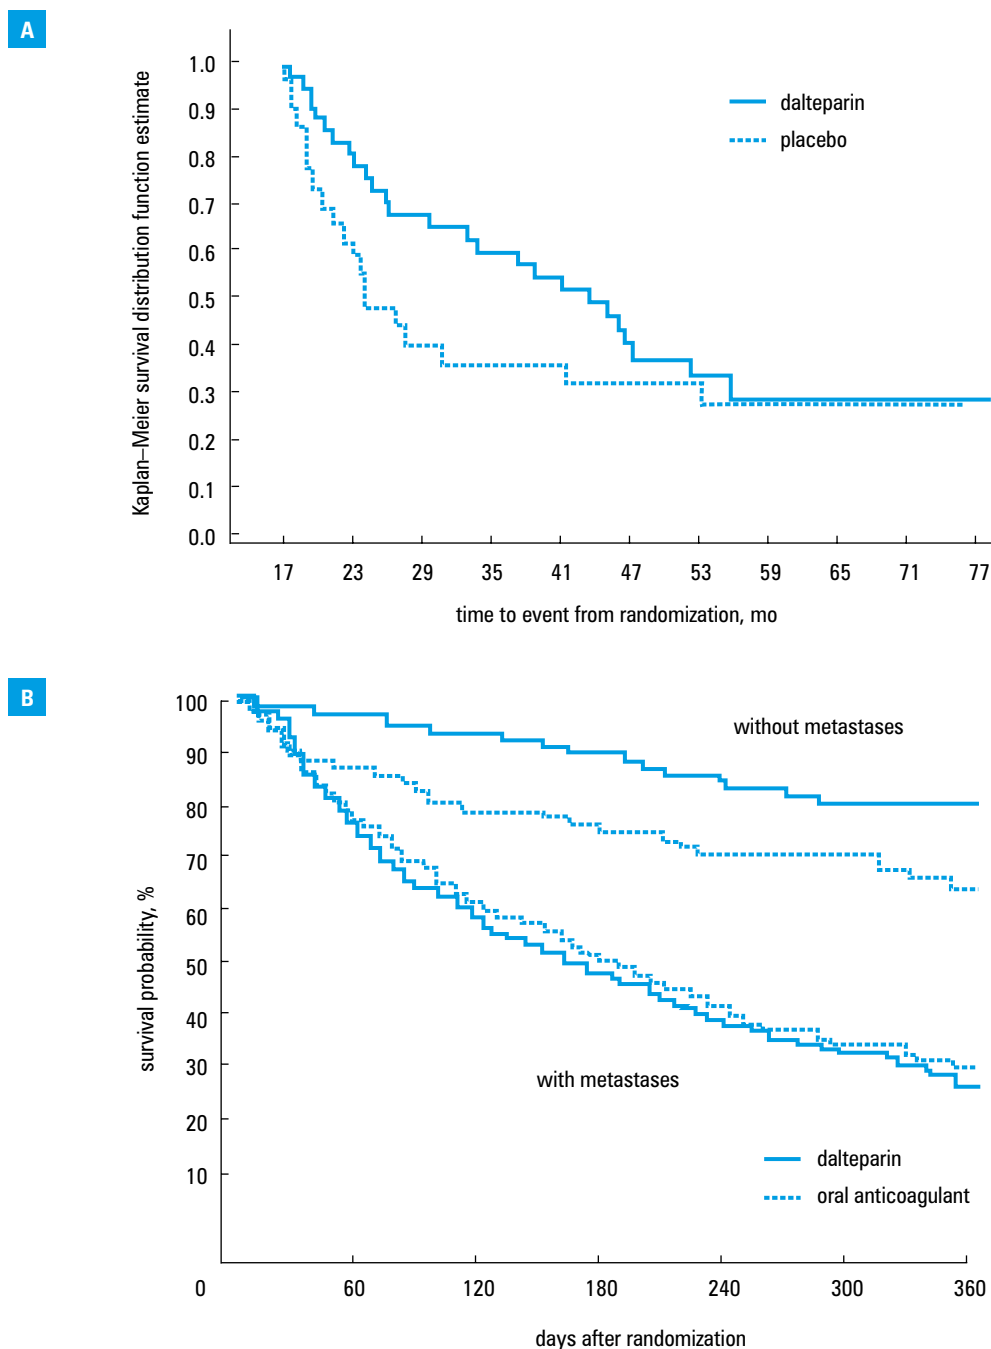 A
Kaplan–Meier survival distribution function estimate
1.0
0.9
0.8
0.7
0.6
0.5
0.4
0.3
0.2
0.1
0.0
dalteparin
placebo
17 23 29 35 41 47 53 59 65 71 77
time to event from randomization, mo
B
survival probability, %
100
90
80
70
60
50
40
30
20
10
without metastases
with metastases
dalteparin
oral anticoagulant
0 60 120 180 240 300 360
days after randomization